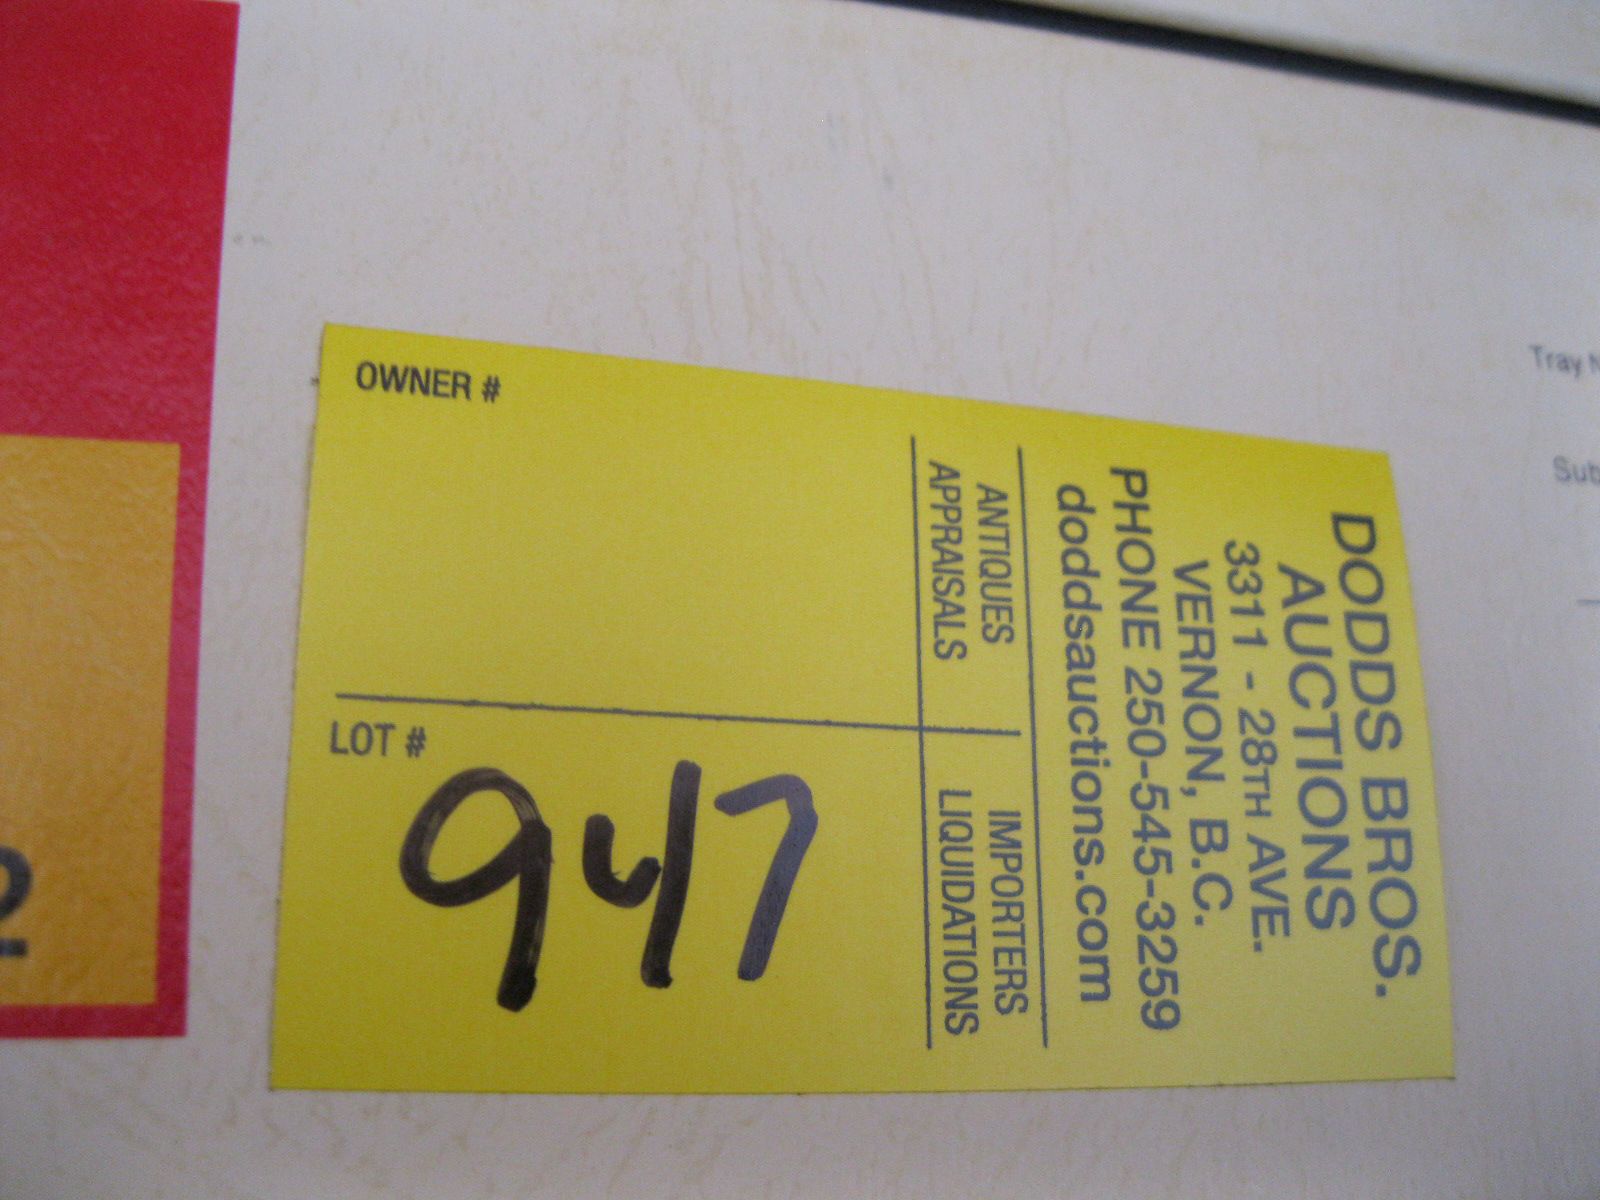 DODDS BROS.
AUCTIONS
3311 - 28TH AVE.
VERNON, B.C.
PHONE 250-545-3259
doddsauctions.com
ANTIQUES IMPORTERS
APPRAISALS LIQUIDATIONS
OWNER #
LOT #
947
Tray